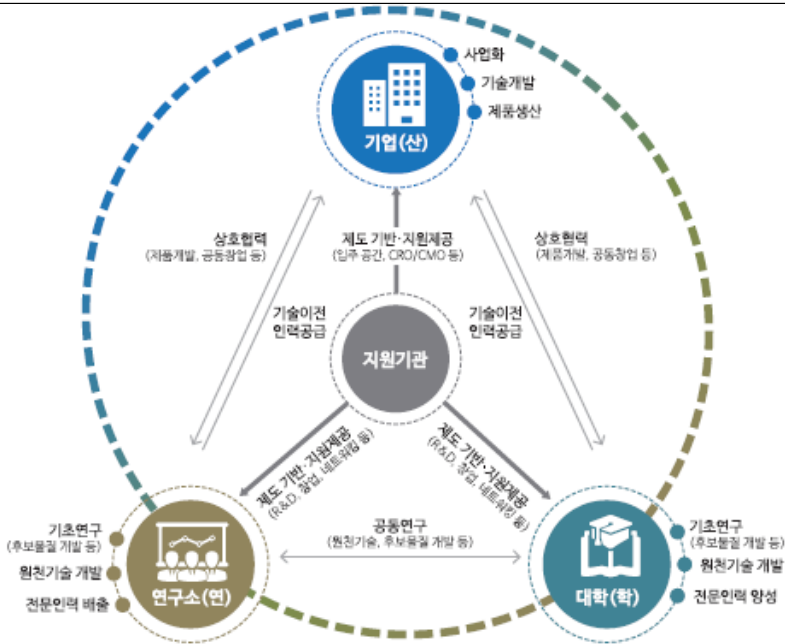 사업화
기술개발
제품생산
기업(산)
상호협력
(제품개발, 공동창업 등)
제도 기반·지원제공
(입주 공간, CRO/CMO 등)
상호협력
(제품개발, 공동창업 등)
기술이전
인력공급
기술이전
인력공급
지원기관
제도 기반·지원제공
(R&D, 창업, 네트워킹 등)
제도 기반·지원제공
(R&D, 창업, 네트워킹 등)
공동연구
(원천기술, 후보물질 개발 등)
기초연구
(후보물질 개발 등)
원천기술 개발
전문인력 배출
연구소(연)
기초연구
(후보물질 개발 등)
원천기술 개발
전문인력 양성
대학(학)